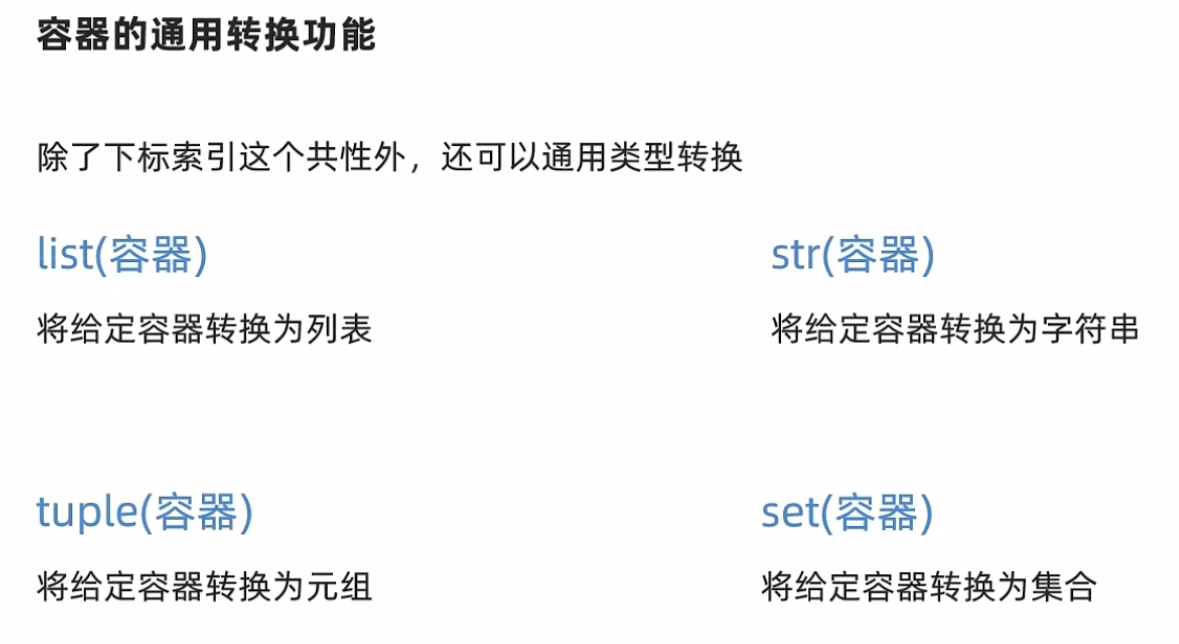 容器的通用转换功能
除了下标索引这个共性外，还可以通用类型转换
list(容器)
将给定容器转换为列表
str(容器)
将给定容器转换为字符串
tuple(容器)
将给定容器转换为元组
set(容器)
将给定容器转换为集合